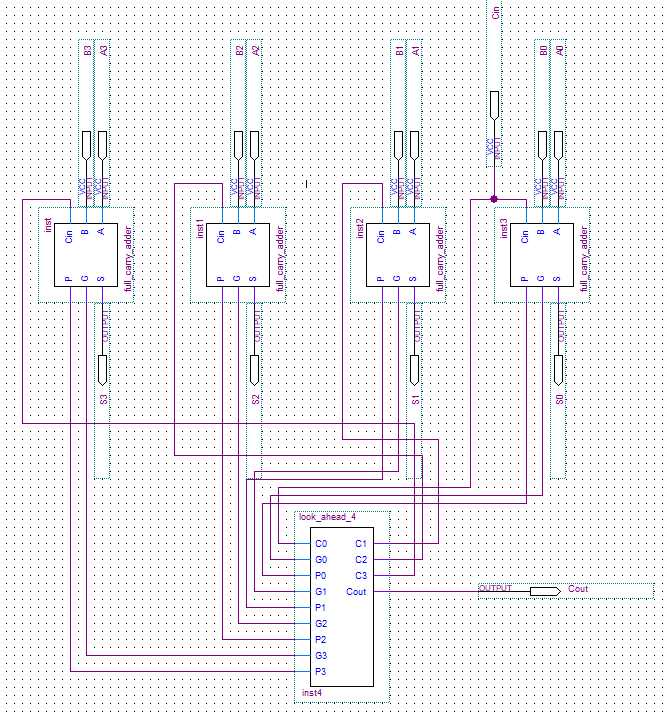 Cin
B3
A3
B2
A2
B1
A1
B0
A0
VCC
INPUT
VCC
INPUT
VCC
INPUT
VCC
INPUT
VCC
INPUT
VCC
INPUT
VCC
INPUT
VCC
INPUT
VCC
INPUT
inst
Cin
B
A
P
G
S
full_carry_adder
inst1
Cin
B
A
P
G
S
full_carry_adder
inst2
Cin
B
A
P
G
S
full_carry_adder
inst3
Cin
B
A
P
G
S
full_carry_adder
OUTPUT
S3
OUTPUT
S2
OUTPUT
S1
OUTPUT
S0
look_ahead_4
C0
C1
G0
C2
P0
C3
G1
Cout
P1
G2
P2
G3
P3
inst4
OUTPUT
Cout